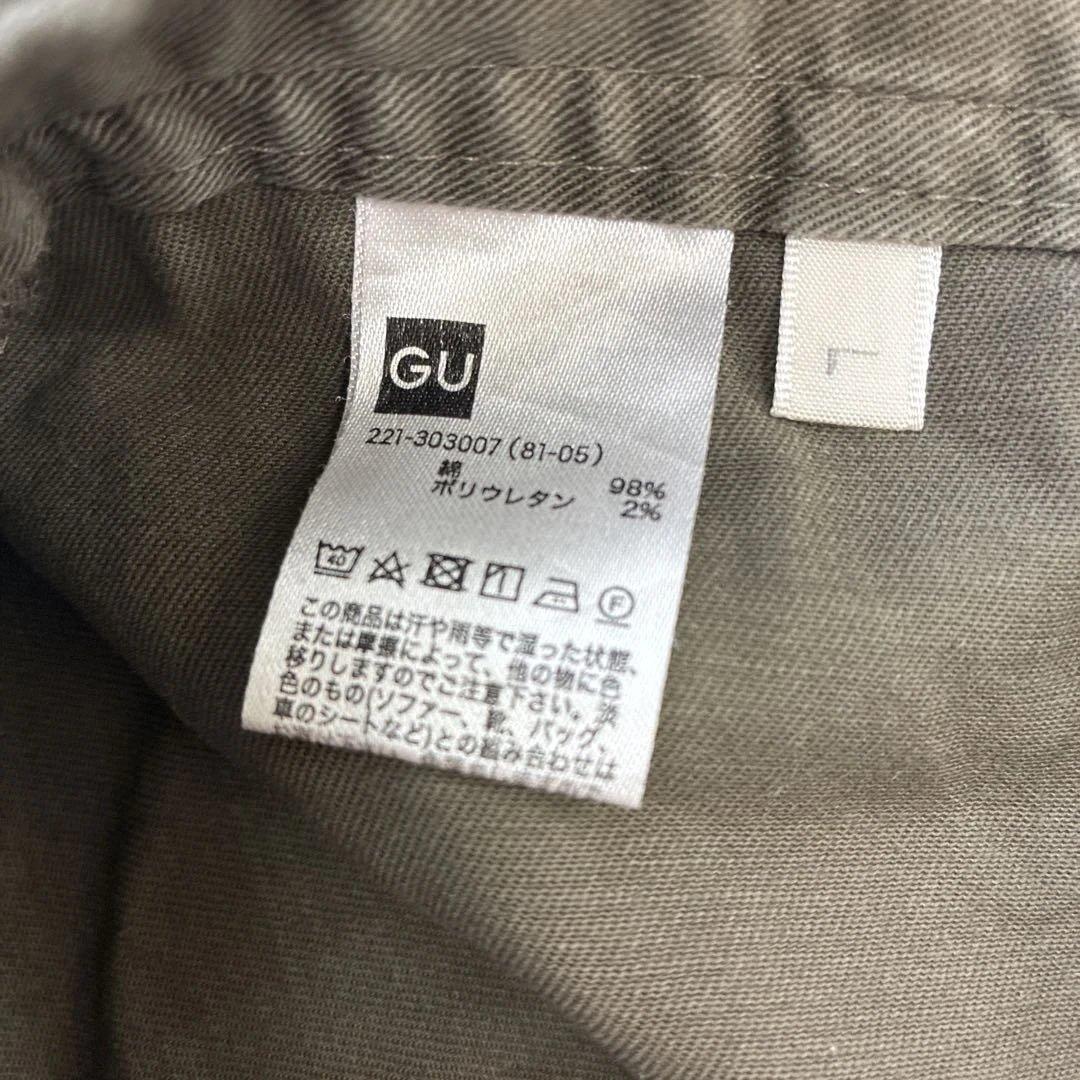 GU
L
221-303007 (81-05)
綿 98%
ポリウレタン 2%
40
F
この商品は汗や雨等で湿った状態、
または摩擦によって、他の物に色
移りしますのでご注意下さい。淡
色のもの(ソファー、靴、バッグ、
車のシートなど)との組み合わせは